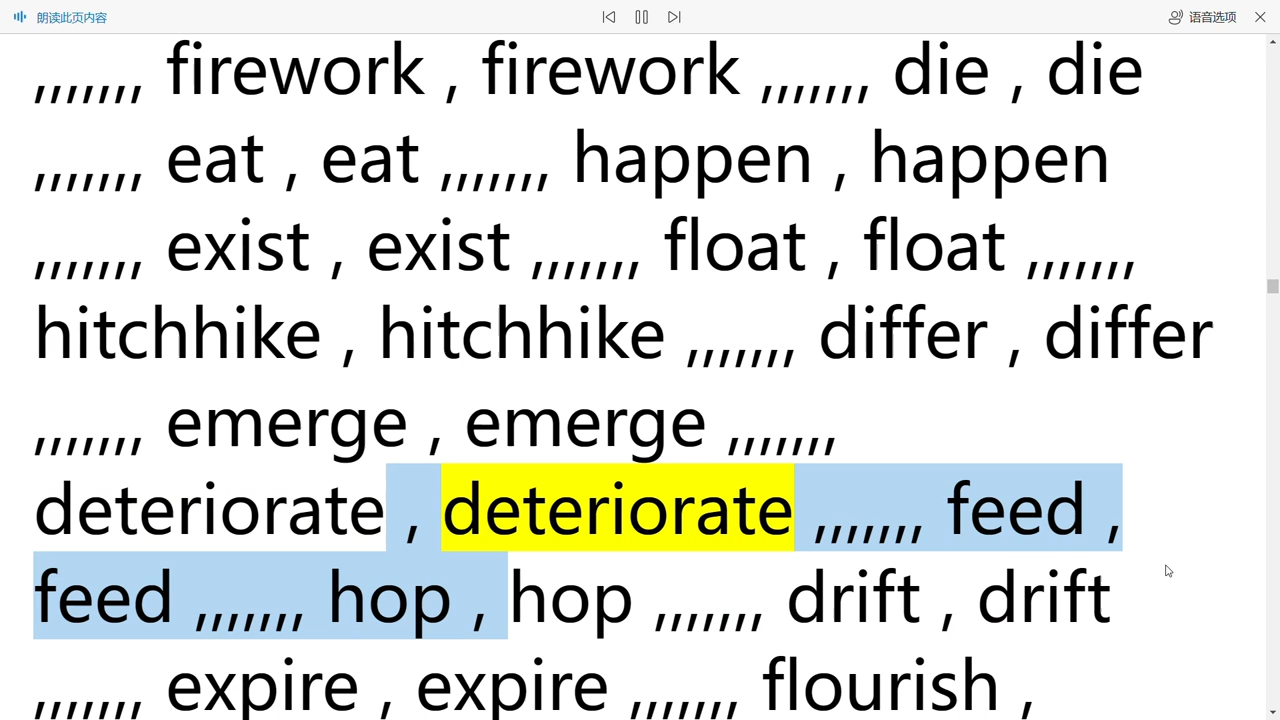 朗读此页内容
语音选项
,,,,,,, firework , firework ,,,,,,, die , die
,,,,,,, eat , eat ,,,,,,, happen , happen
,,,,,,, exist , exist ,,,,,,, float , float ,,,,,,,
hitchhike , hitchhike ,,,,,,, differ , differ
,,,,,,, emerge , emerge ,,,,,,,
deteriorate , deteriorate ,,,,,,, feed ,
feed ,,,,,,, hop , hop ,,,,,,, drift , drift
,,,,,,, expire , expire ,,,,,,, flourish ,